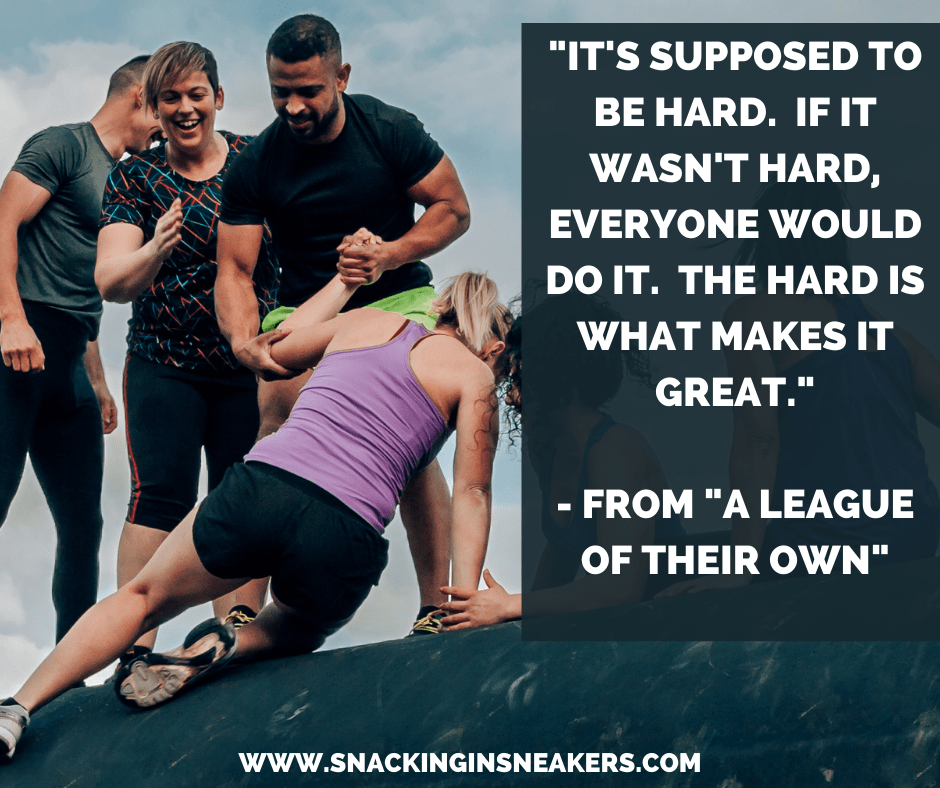 "IT'S SUPPOSED TO
BE HARD.  IF IT
WASN'T HARD,
EVERYONE WOULD
DO IT.  THE HARD IS
WHAT MAKES IT
GREAT."
- FROM "A LEAGUE
OF THEIR OWN"
WWW.SNACKINGINSNEAKERS.COM